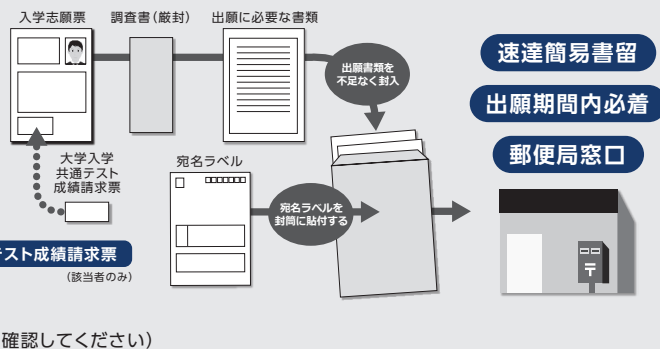 入学志願票
調査書（厳封）
出願に必要な書類
出願書類を
不足なく封入
速達簡易書留
出願期間内必着
郵便局窓口
大学入学
共通テスト
成績請求票
宛名ラベル
宛名ラベルを
封筒に貼付する
テスト成績請求票
（該当者のみ）
確認してください）